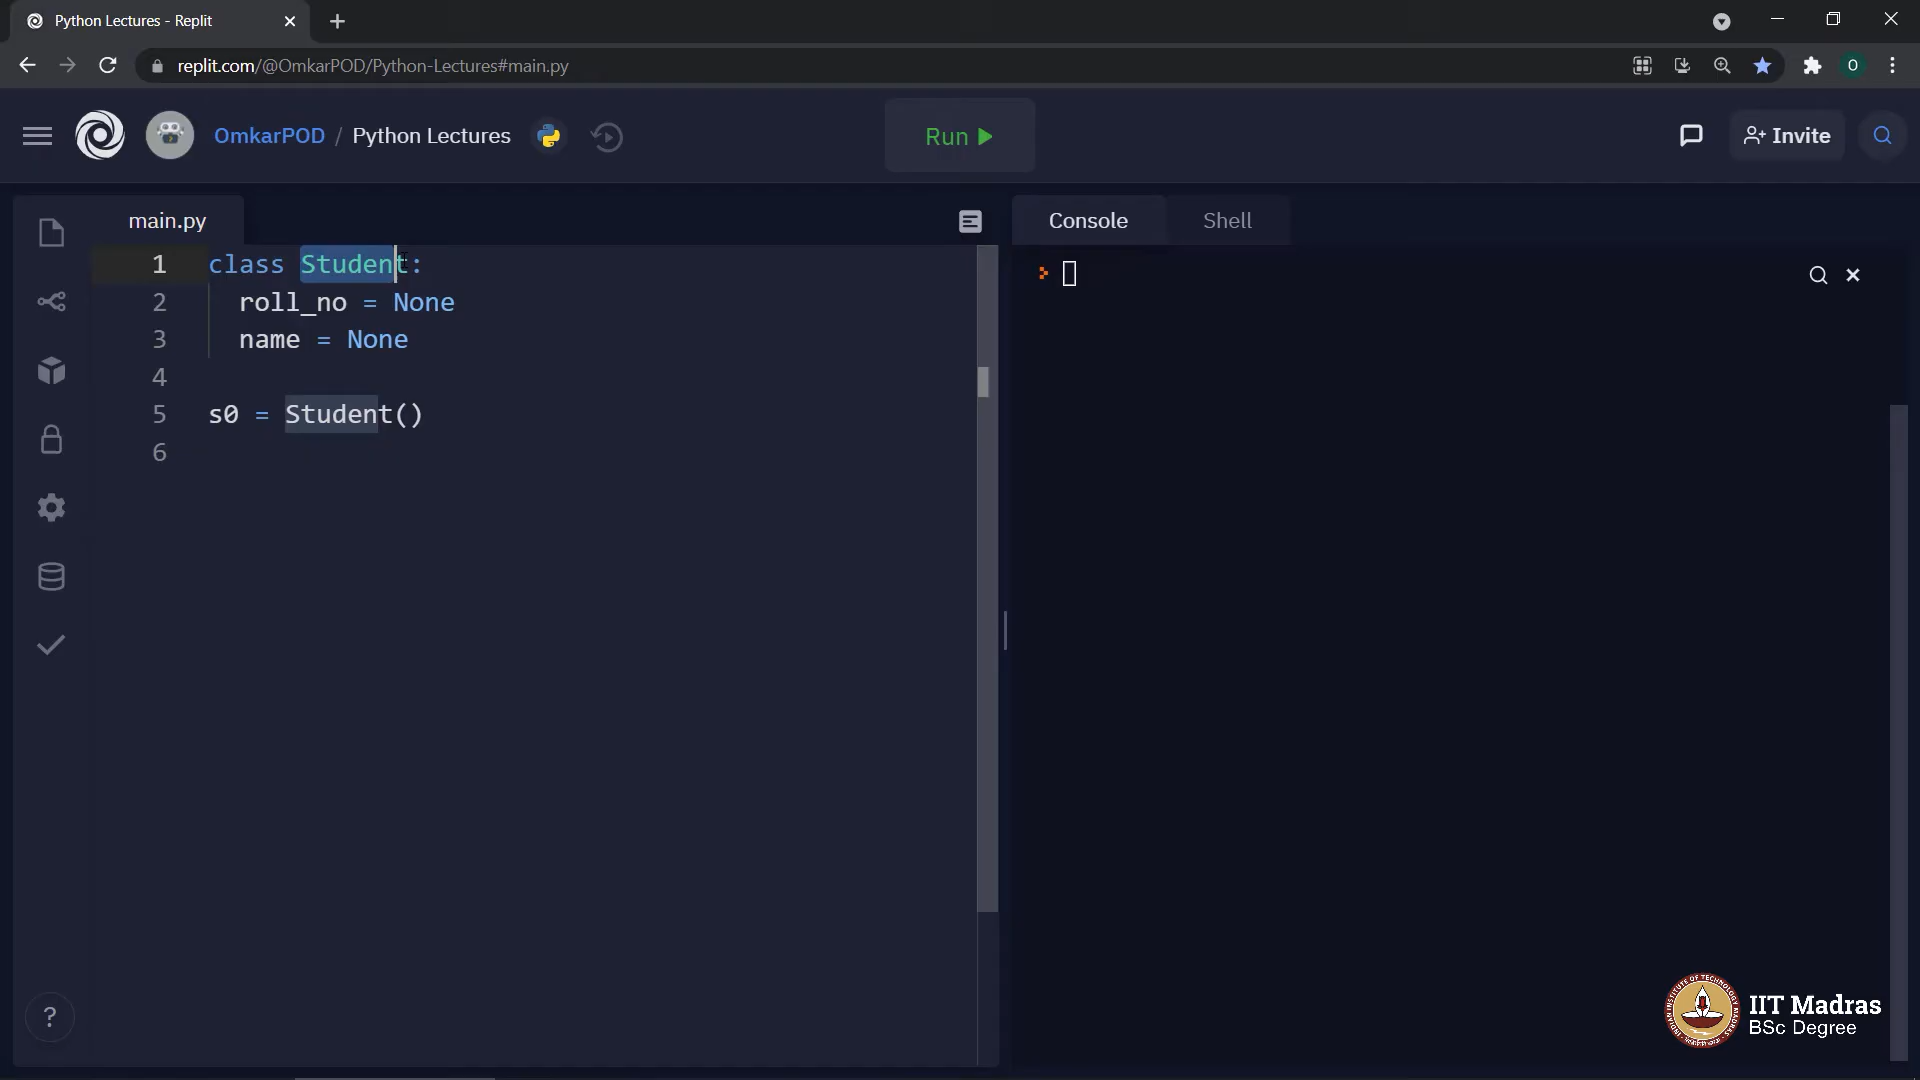 Python Lectures - Replit
replit.com/@OmkarPOD/Python-Lectures#main.py
O
OmkarPOD / Python Lectures
Run
Invite
main.py
Console
Shell
1 class Student:
2 roll_no = None
3 name = None
4
5 s0 = Student()
6
?
IIT Madras
BSc Degree